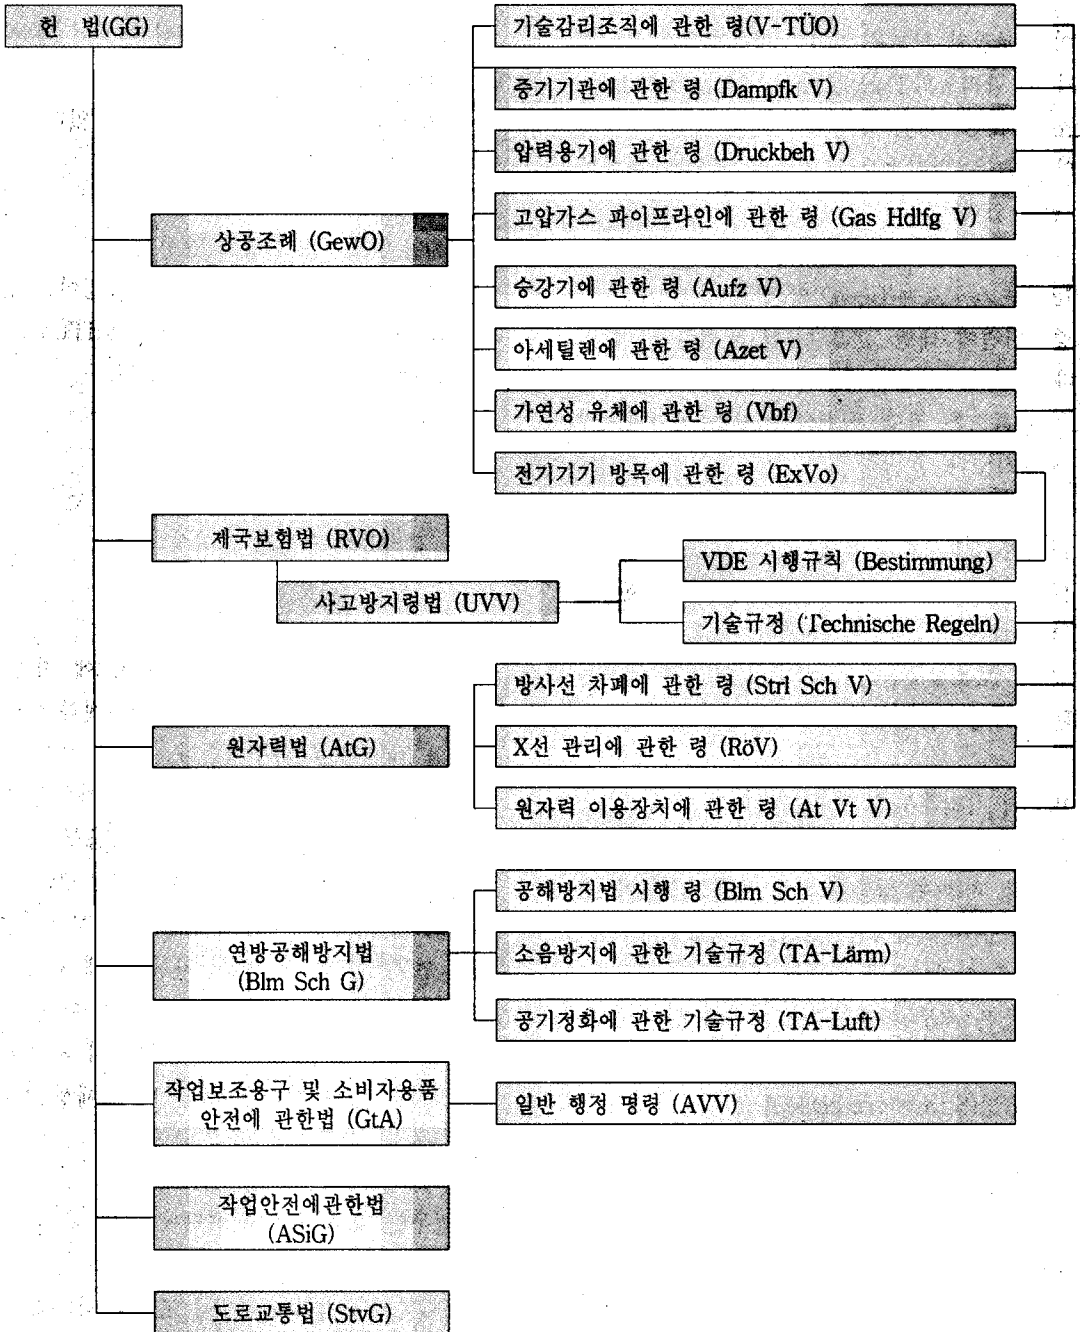 헌 법(GG)
기술감리조직에 관한 령(V-TÜO)
증기기관에 관한 령 (Dampfk V)
압력용기에 관한 령 (Druckbeh V)
고압가스 파이프라인에 관한 령 (Gas Hdlfg V)
상공조례 (GewO)
승강기에 관한 령 (Aufz V)
아세틸렌에 관한 령 (Azet V)
가연성 유체에 관한 령 (Vbf)
전기기기 방목에 관한 령 (ExVo)
제국보험법 (RVO)
VDE 시행규칙 (Bestimmung)
사고방지령법 (UVV)
기술규정 (Technische Regeln)
방사선 차폐에 관한 령 (Strl Sch V)
원자력법 (AtG)
X선 관리에 관한 령 (RöV)
원자력 이용장치에 관한 령 (At Vt V)
공해방지법 시행 령 (Blm Sch V)
연방공해방지법
(Blm Sch G)
소음방지에 관한 기술규정 (TA-Lärm)
공기정화에 관한 기술규정 (TA-Luft)
작업보조용구 및 소비자용품
안전에 관한법 (GtA)
일반 행정 명령 (AVV)
작업안전에관한법
(ASiG)
도로교통법 (StvG)